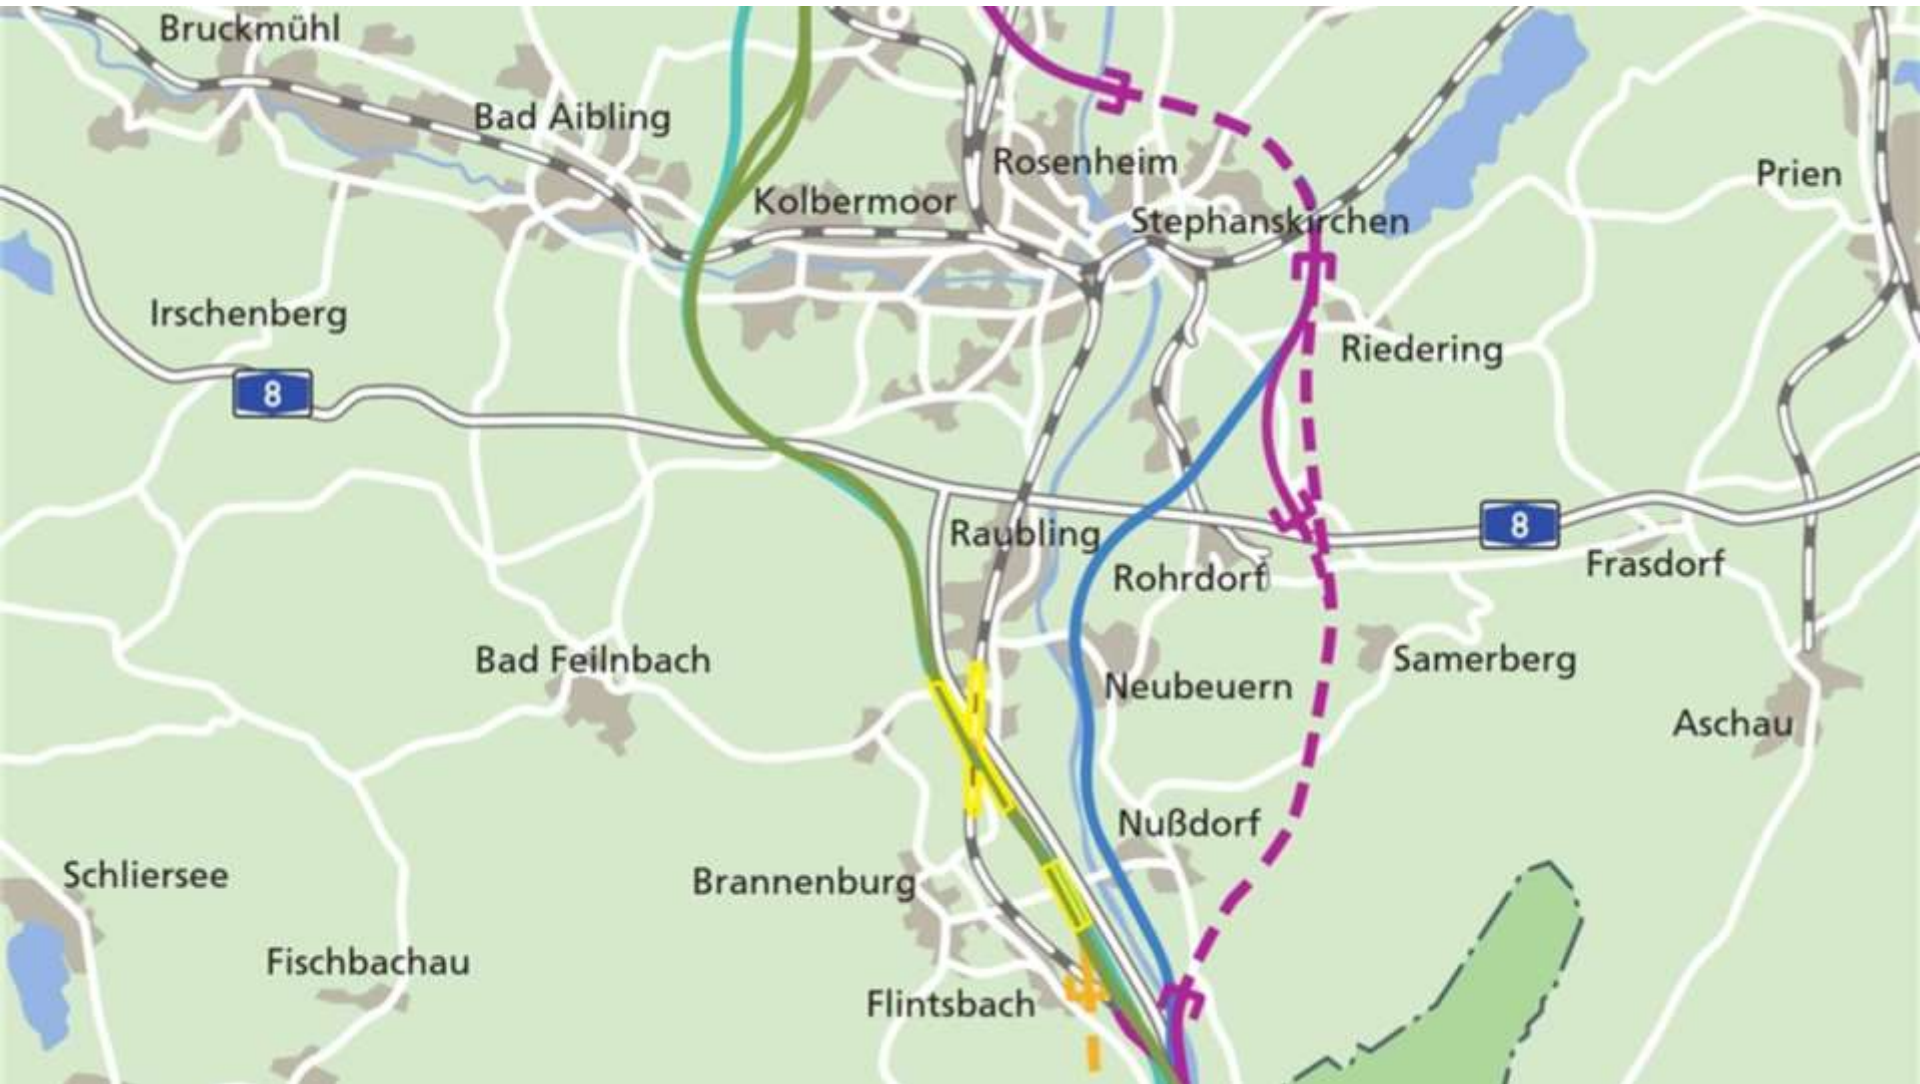 Bruckmühl
Bad Aibling
Rosenheim
Kolbermoor
Prien
Stephanskirchen
Irschenberg
Riedering
8
8
Raubling
Rohrdorf
Frasdorf
Bad Feilnbach
Samerberg
Neubeuern
Aschau
Nußdorf
Schliersee
Brannenburg
Fischbachau
Flintsbach